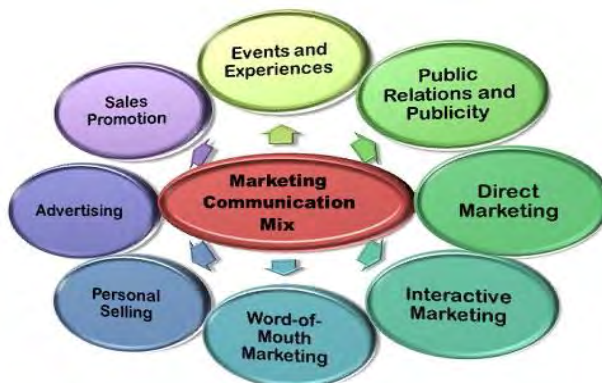 Events and
Experiences
Public
Relations and
Publicity
Direct
Marketing
Interactive
Marketing
Word-of-
Mouth
Marketing
Personal
Selling
Advertising
Sales
Promotion
Marketing
Communication
Mix